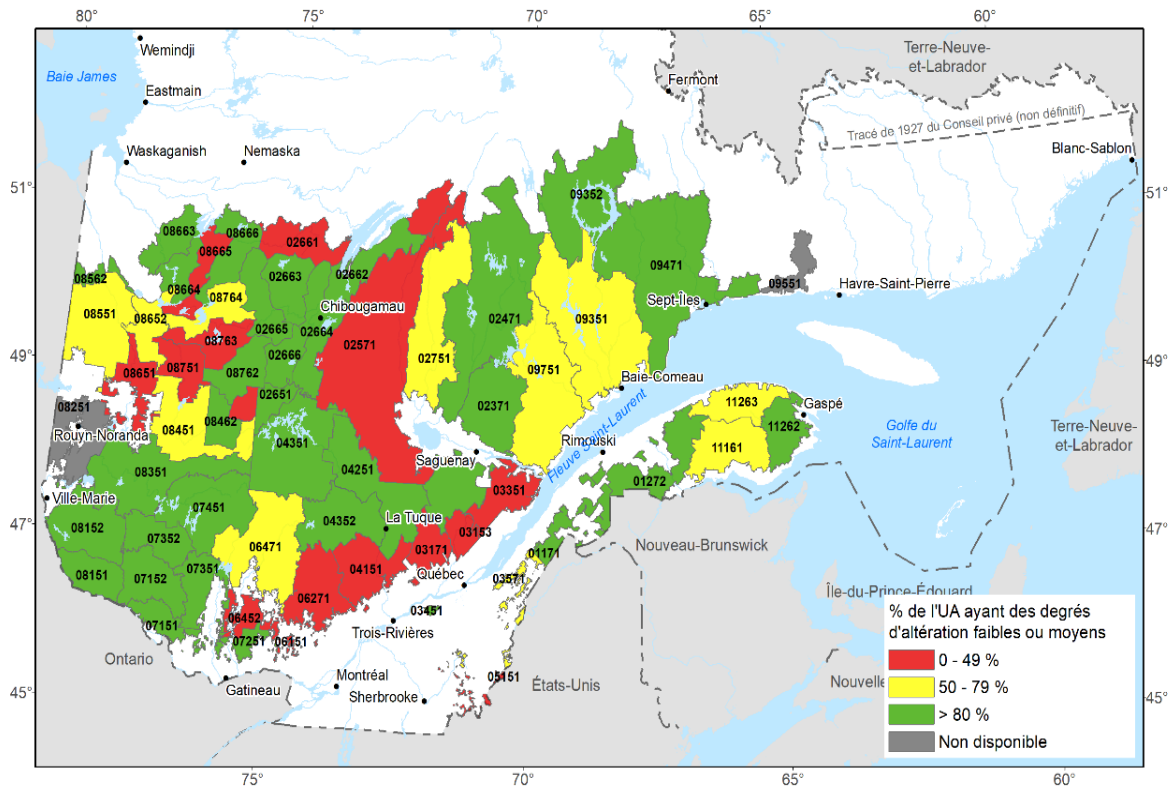 80°
75°
70°
65°
60°
Wemindji
Baie James
Eastmain
Waskaganish
Nemaska
Fermont
Terre-Neuve-
et-Labrador
Tracé de 1927 du Conseil privé (non définitif)
Blanc-Sablon
51°
51°
09352
08663
08666
08665
02661
02663
02662
09471
09551
Havre-Saint-Pierre
Sept-Îles
08562
08664
08764
08551
08652
Chibougamau
02665
02664
02471
09351
49°
49°
08763
02666
02571
02751
08651
08751
08762
09751
Baie-Comeau
02651
02371
08251
08451
08462
Rouyn-Noranda
04351
11263
Gaspé
11262
11161
Fleuve Saint-Laurent
Rimouski
Golfe du
Saint-Laurent
Terre-Neuve-
et-Labrador
08351
04251
Saguenay
03351
01272
Ville-Marie
07451
47°
47°
08152
07352
06471
04352
La Tuque
03153
03171
01171
Nouveau-Brunswick
08151
07152
07351
04151
Québec
03571
Île-du-Prince-Édouard
06271
06452
03451
07151
07251
06151
Trois-Rivières
Ontario
Gatineau
Montréal
Sherbrooke
05151
États-Unis
Nouvelle
45°
45°
% de l'UA ayant des degrés
d'altération faibles ou moyens
0 - 49 %
50 - 79 %
> 80 %
Non disponible
75°
70°
65°
60°